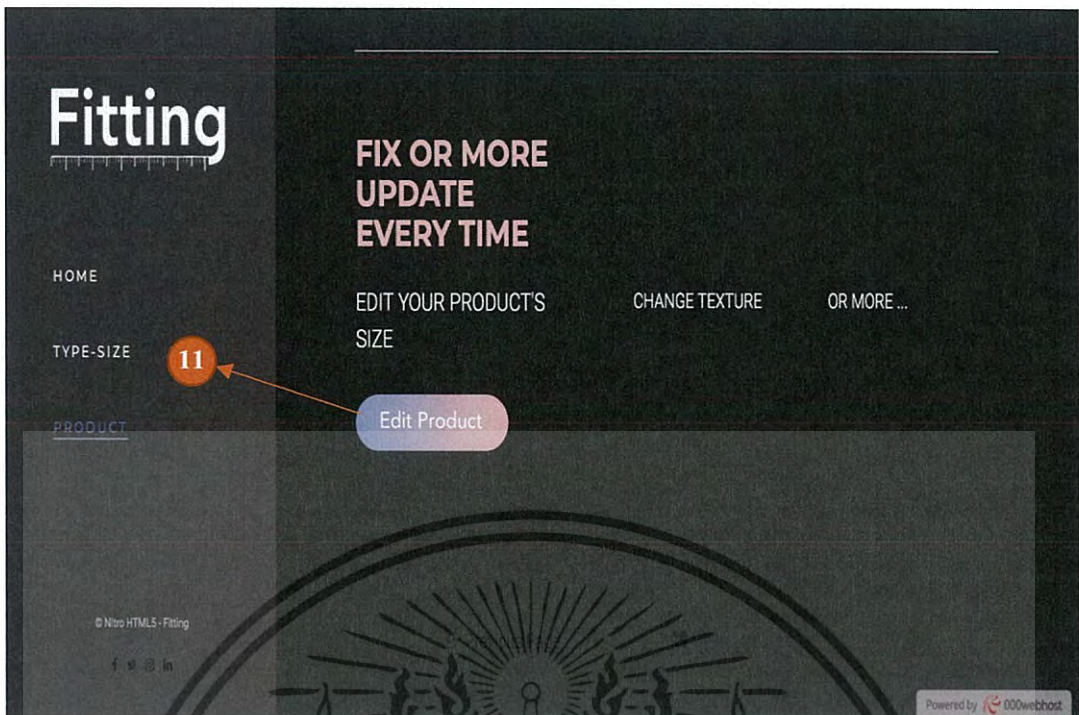 Fitting
HOME
TYPE-SIZE
PRODUCT
© Nitro HTML5 - Fitting
FIX OR MORE
UPDATE
EVERY TIME
EDIT YOUR PRODUCT'S
SIZE
CHANGE TEXTURE
OR MORE ...
11
Edit Product
Powered by 000webhost